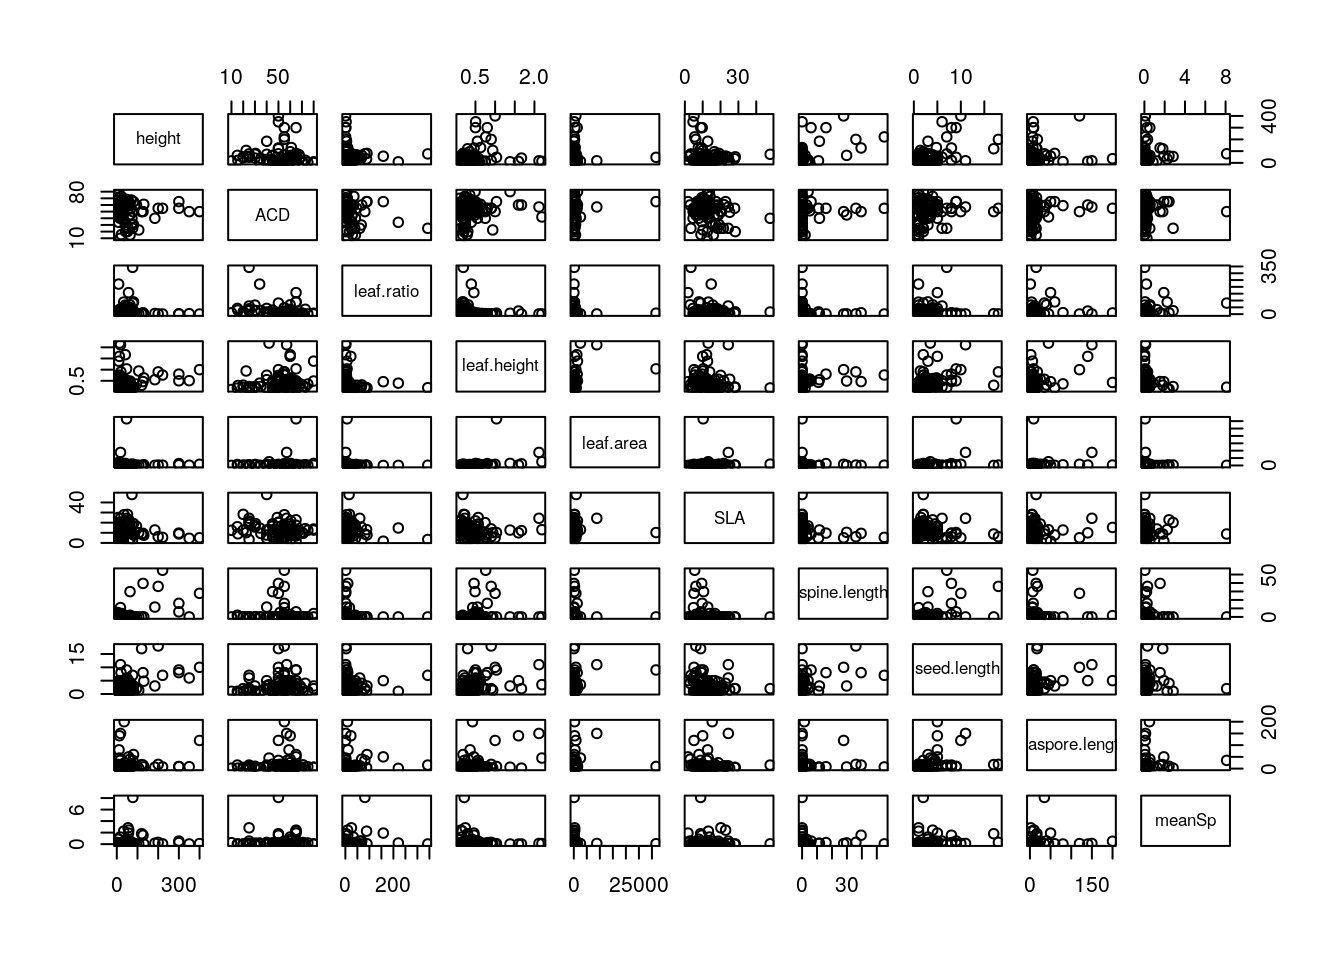 10 50 0.5 2.0 0 30 0 10 0 4 8
height 0 400
10 80 ACD
leaf.ratio 0 350
0.5 leaf.height
leaf.area 0
0 40 SLA
spine.length 0 50
0 15 seed.length
aspore.lengt 0 200
0 6 meanSp
0 300 0 200 0 25000 0 30 0 150